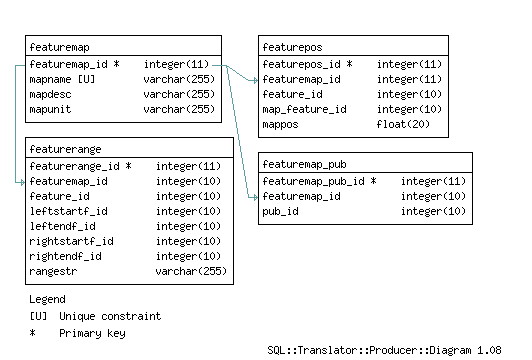 featuremap
featuremap_id * integer(11)
mapname [U] varchar(255)
mapdesc varchar(255)
mapunit varchar(255)
featurepos
featurepos_id * integer(11)
featuremap_id integer(11)
feature_id integer(10)
map_feature_id integer(10)
mappos float(20)
featurerange
featurerange_id * integer(11)
featuremap_id integer(10)
feature_id integer(10)
leftstartf_id integer(10)
leftendf_id integer(10)
rightstartf_id integer(10)
rightendf_id integer(10)
rangestr varchar(255)
featuremap_pub
featuremap_pub_id * integer(11)
featuremap_id integer(10)
pub_id integer(10)
Legend
[U] Unique constraint
* Primary key
SQL::Translator::Producer::Diagram 1.08